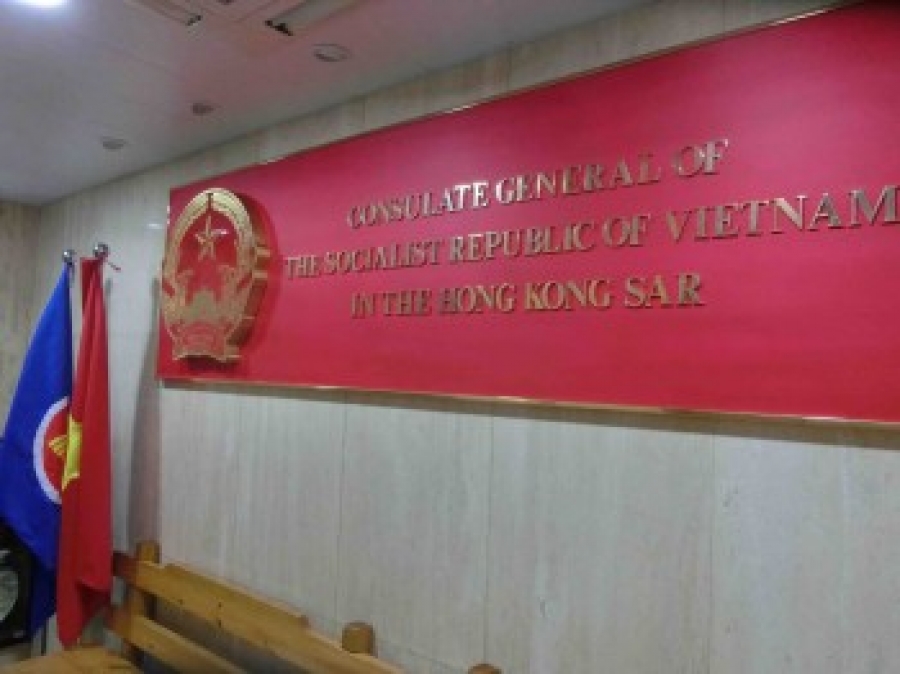 CONSULATE GENERAL OF
THE SOCIALIST REPUBLIC OF VIETNAM
IN THE HONG KONG SAR